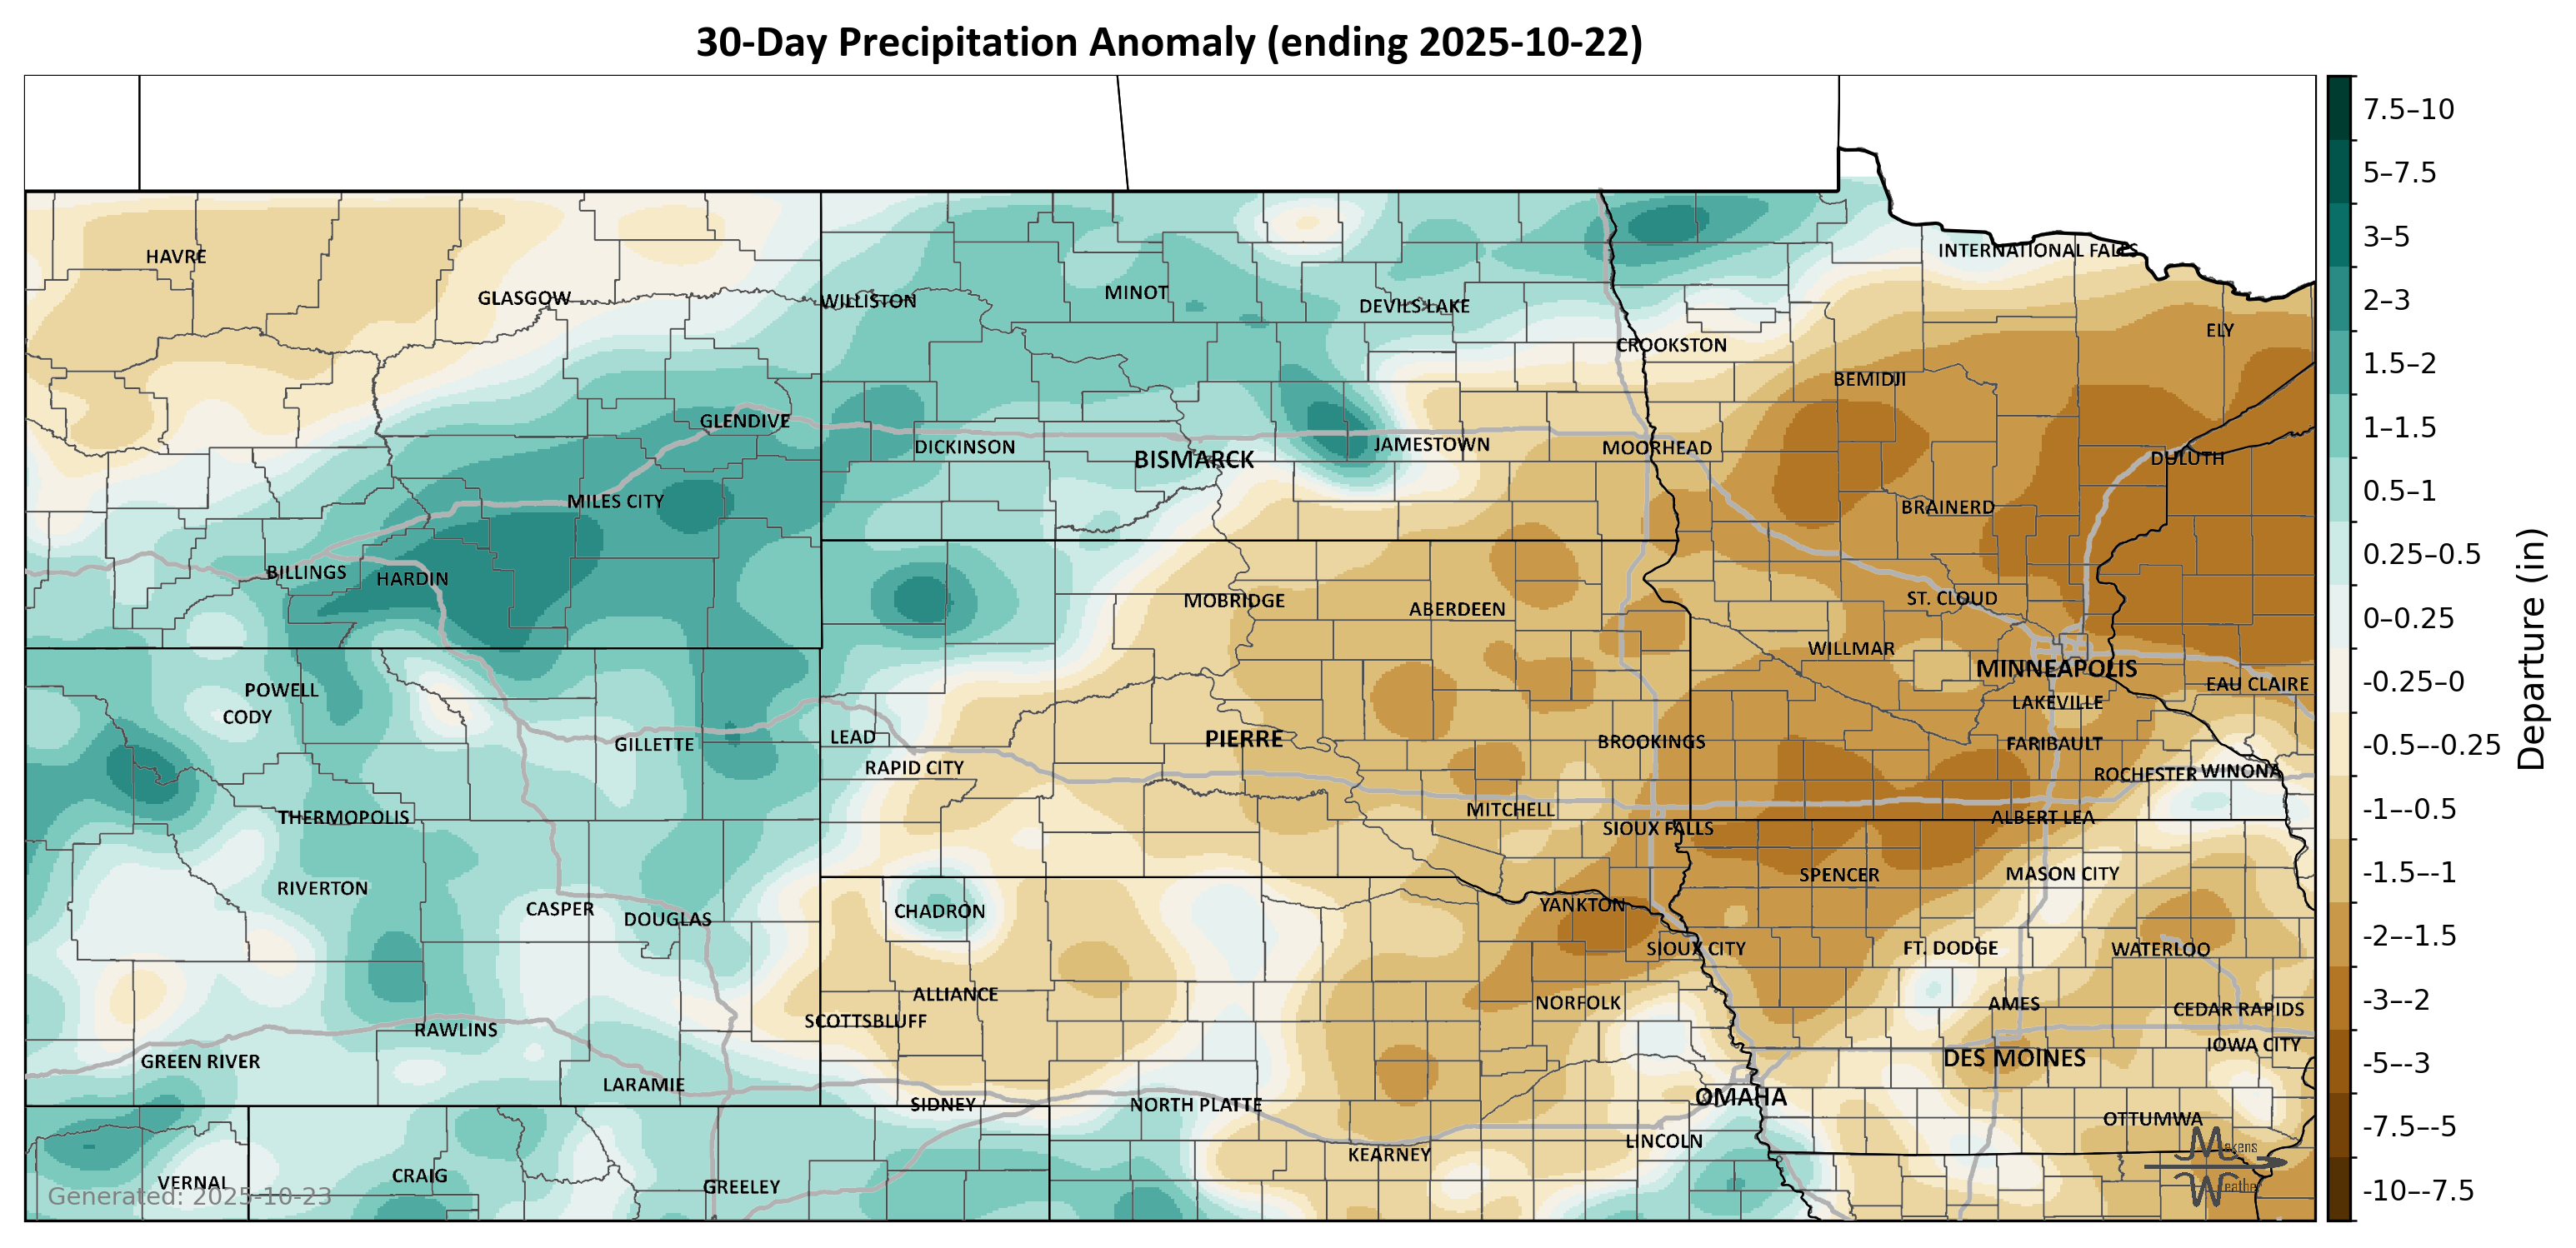 30-Day Precipitation Anomaly (ending 2025-10-22)
HAVRE
GLASGOW
WILLISTON
MINOT
DEVILS LAKE
INTERNATIONAL FALLS
CROOKSTON
ELY
BEMIDJI
GLENDIVE
DICKINSON
BISMARCK
JAMESTOWN
MOORHEAD
DULUTH
MILES CITY
BRAINERD
BILLINGS
HARDIN
MOBRIDGE
ABERDEEN
ST. CLOUD
WILLMAR
MINNEAPOLIS
EAU CLAIRE
POWELL
CODY
LAKEVILLE
GILLETTE
LEAD
PIERRE
BROOKINGS
FARIBAULT
RAPID CITY
ROCHESTER
WINONA
THERMOPOLIS
MITCHELL
ALBERT LEA
SIOUX FALLS
RIVERTON
SPENCER
MASON CITY
CASPER
DOUGLAS
CHADRON
YANKTON
SIOUX CITY
FT. DODGE
WATERLOO
ALLIANCE
NORFOLK
AMES
CEDAR RAPIDS
SCOTTSBLUFF
RAWLINS
IOWA CITY
GREEN RIVER
DES MOINES
LARAMIE
SIDNEY
NORTH PLATTE
OMAHA
OTTUMWA
LINCOLN
KEARNEY
VERNAL
CRAIG
GREELEY
Generated: 2025-10-23
Makens
Weather
7.5–10
5–7.5
3–5
2–3
1.5–2
1–1.5
0.5–1
0.25–0.5
0–0.25
-0.25–0
-0.5–-0.25
-1–-0.5
-1.5–-1
-2–-1.5
-3–-2
-5–-3
-7.5–-5
-10–-7.5
Departure (in)